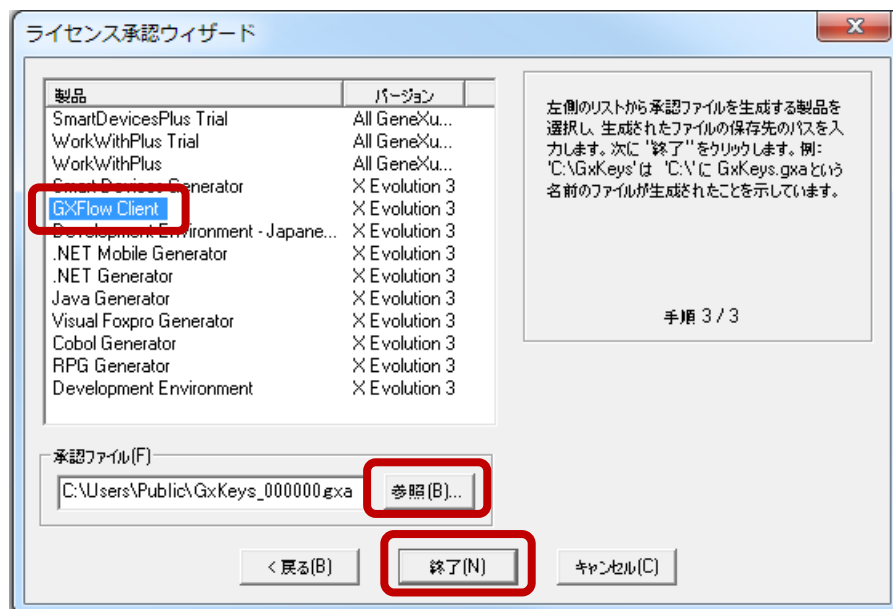 ライセンス承認ウィザード
製品 バージョン
SmartDevicesPlus Trial All GeneXu...
WorkWithPlus Trial All GeneXu...
WorkWithPlus All GeneXu...
Smart Devices Generator X Evolution 3
GXFlow Client X Evolution 3
Development Environment - Japane... X Evolution 3
.NET Mobile Generator X Evolution 3
.NET Generator X Evolution 3
Java Generator X Evolution 3
Visual Foxpro Generator X Evolution 3
Cobol Generator X Evolution 3
RPG Generator X Evolution 3
Development Environment X Evolution 3
左側のリストから承認ファイルを生成する製品を
選択し、生成されたファイルの保存先のパスを入
力します。次に "終了" をクリックします。例:
'C:\GxKeys' は 'C:\' に GxKeys.gxa という
名前のファイルが生成されたことを示しています。
手順 3 / 3
承認ファイル(F)
C:\Users\Public\GxKeys_000000.gxa
参照(B)...
< 戻る(B)
終了(N)
キャンセル(C)